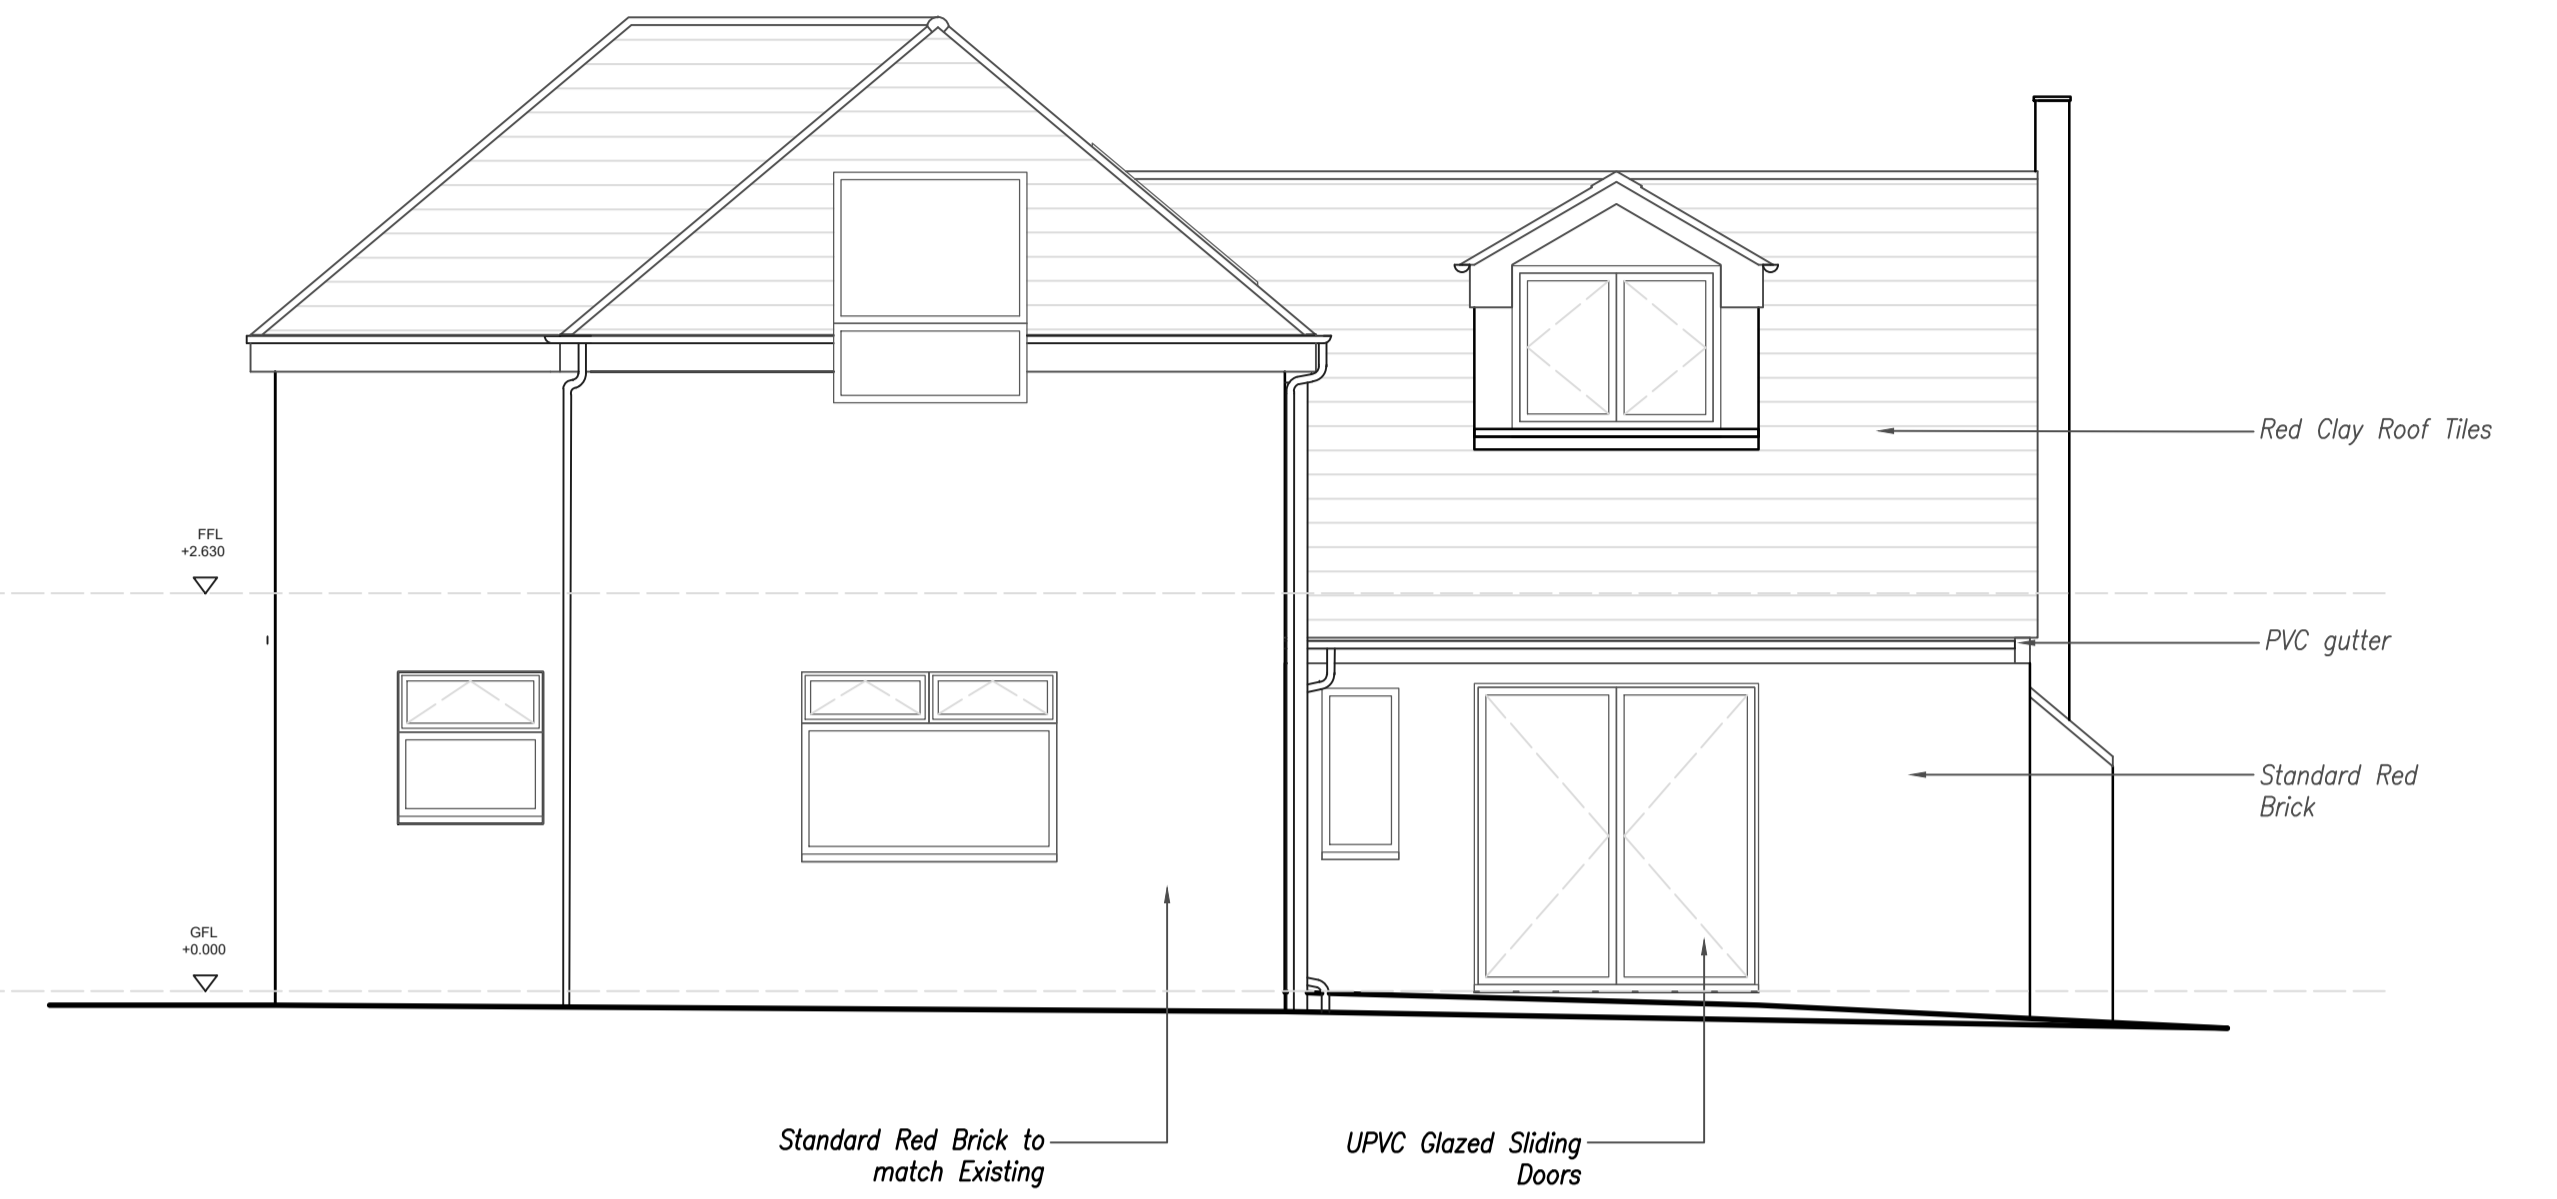 Red Clay Roof Tiles
FFL
+2.630
PVC gutter
Standard Red
Brick
GFL
+0.000
Standard Red Brick to
match Existing
UPVC Glazed Sliding
Doors